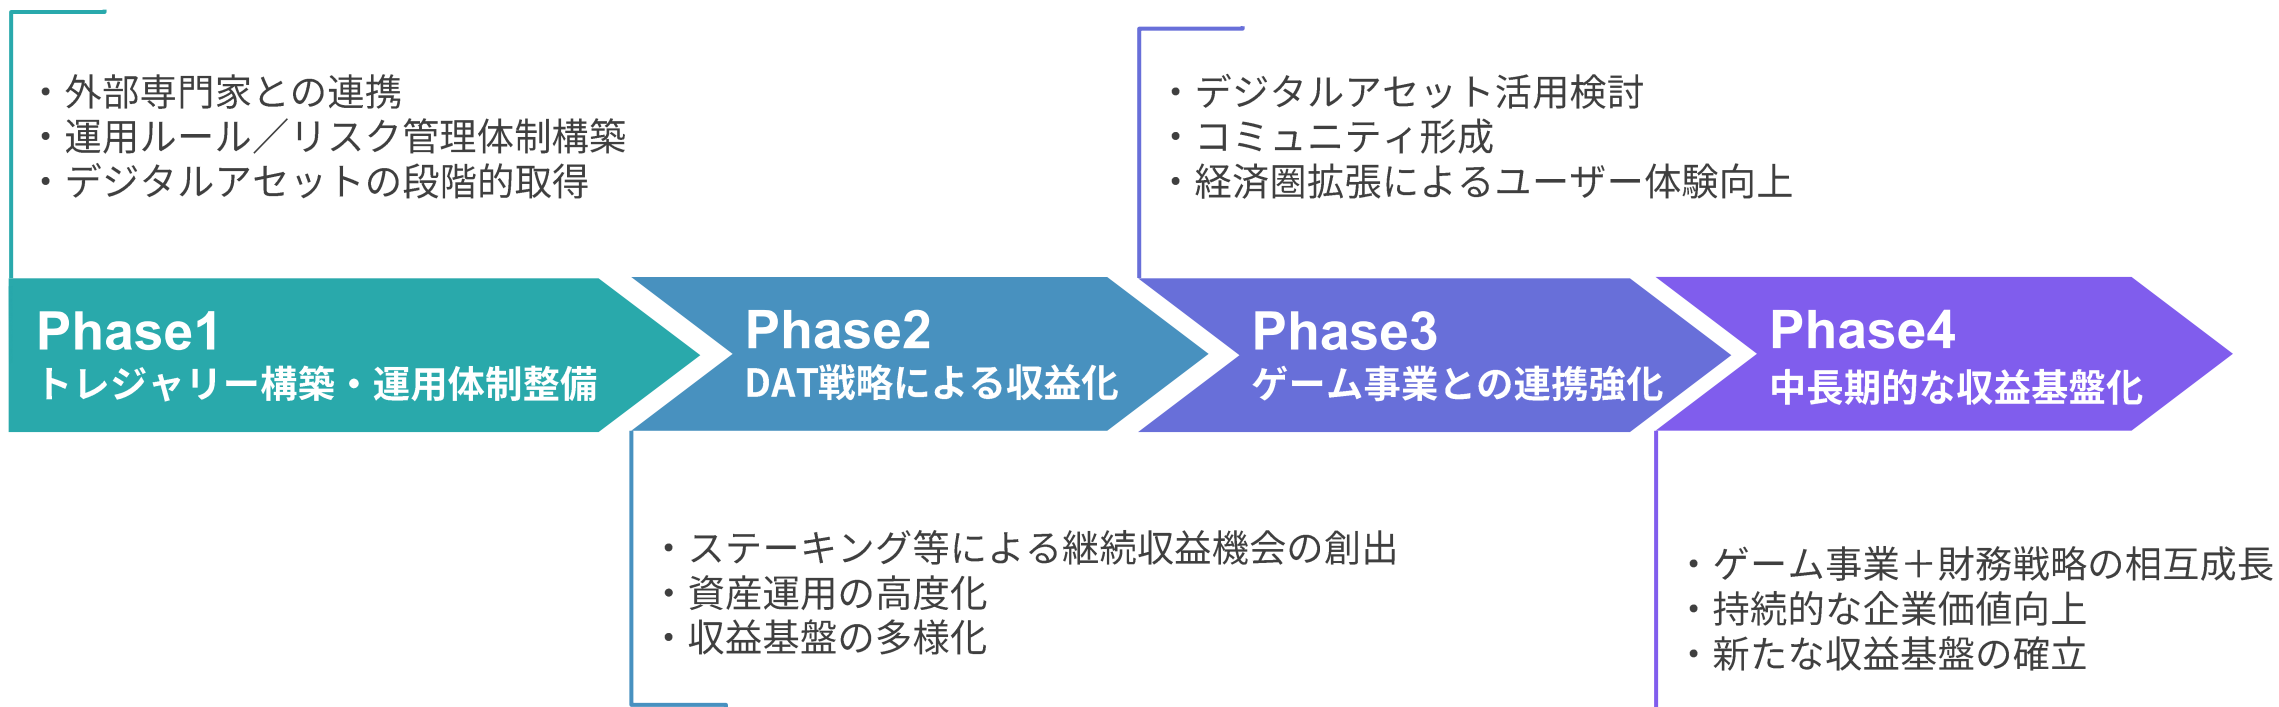 ・外部専門家との連携
・運用ルール／リスク管理体制構築
・デジタルアセットの段階的取得
Phase1
トレジャリー構築・運用体制整備
Phase2
DAT戦略による収益化
・ステーキング等による継続収益機会の創出
・資産運用の高度化
・収益基盤の多様化
・デジタルアセット活用検討
・コミュニティ形成
・経済圏拡張によるユーザー体験向上
Phase3
ゲーム事業との連携強化
Phase4
中長期的な収益基盤化
・ゲーム事業＋財務戦略の相互成長
・持続的な企業価値向上
・新たな収益基盤の確立